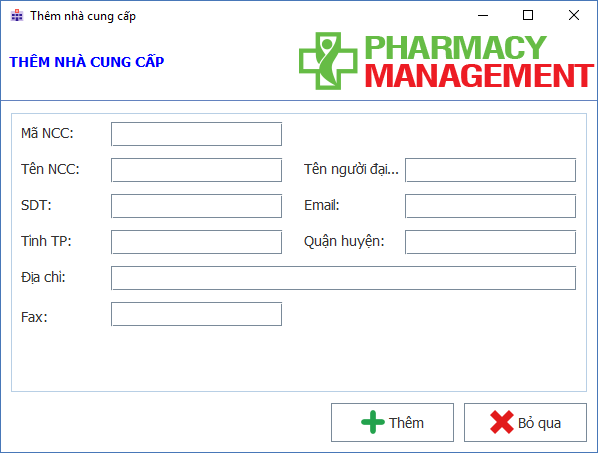 Thêm nhà cung cấp
THÊM NHÀ CUNG CẤP
PHARMACY
MANAGEMENT
Mã NCC:
Tên NCC:
Tên người đại...
SDT:
Email:
Tỉnh TP:
Quận huyện:
Địa chỉ:
Fax:
Thêm
Bỏ qua